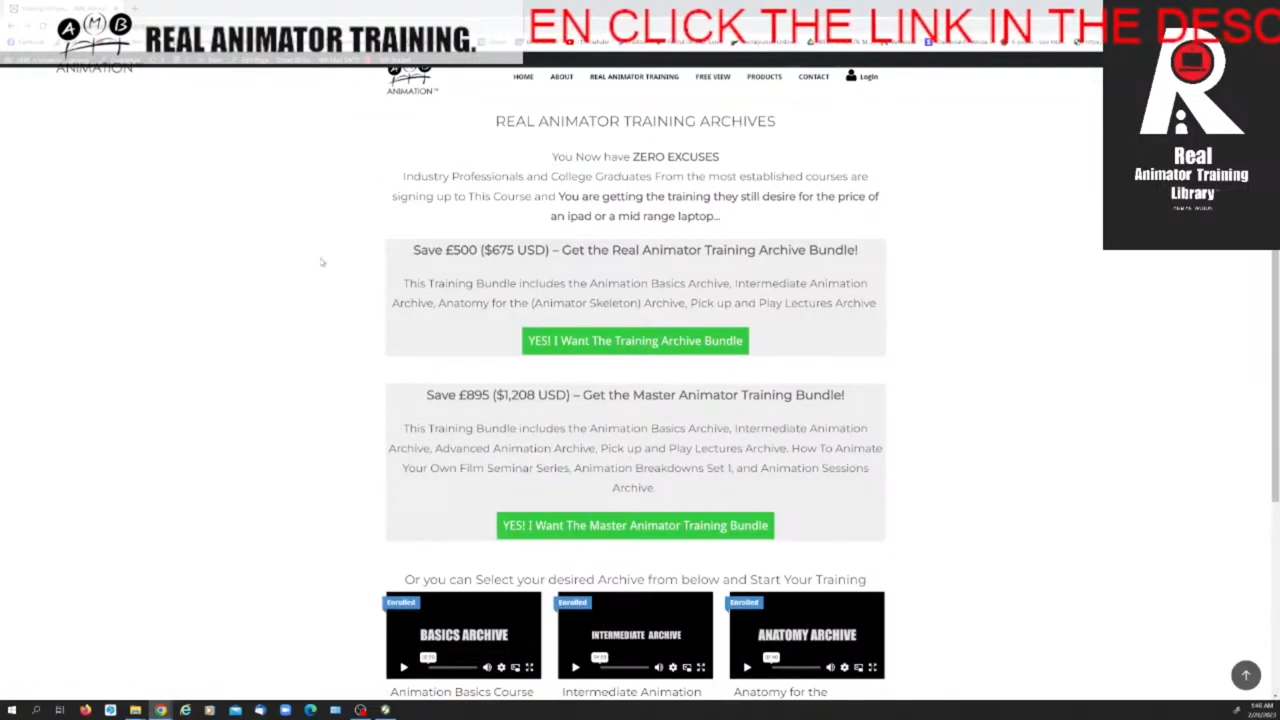 A M B
REAL ANIMATOR TRAINING.
EN CLICK THE LINK IN THE DESC
ANIMATION
ANIMATION™
HOME ABOUT REAL ANIMATOR TRAINING FREE VIEW PRODUCTS CONTACT Login
R
Real
Animator Training
Library
REAL ANIMATOR TRAINING ARCHIVES
You Now have ZERO EXCUSES
Industry Professionals and College Graduates From the most established courses are
signing up to This Course and You are getting the training they still desire for the price of
an ipad or a mid range laptop...
Save £500 ($675 USD) – Get the Real Animator Training Archive Bundle!
This Training Bundle includes the Animation Basics Archive, Intermediate Animation
Archive, Anatomy for the (Animator Skeleton) Archive, Pick up and Play Lectures Archive
YES! I Want The Training Archive Bundle
Save £895 ($1,208 USD) – Get the Master Animator Training Bundle!
This Training Bundle includes the Animation Basics Archive, Intermediate Animation
Archive, Advanced Animation Archive, Pick up and Play Lectures Archive. How To Animate
Your Own Film Seminar Series, Animation Breakdowns Set 1, and Animation Sessions
Archive.
YES! I Want The Master Animator Training Bundle
Or you can Select your desired Archive from below and Start Your Training
Enrolled Enrolled Enrolled
BASICS ARCHIVE INTERMEDIATE ARCHIVE ANATOMY ARCHIVE
Animation Basics Course Intermediate Animation Anatomy for the
1:46 AM
2/28/2023